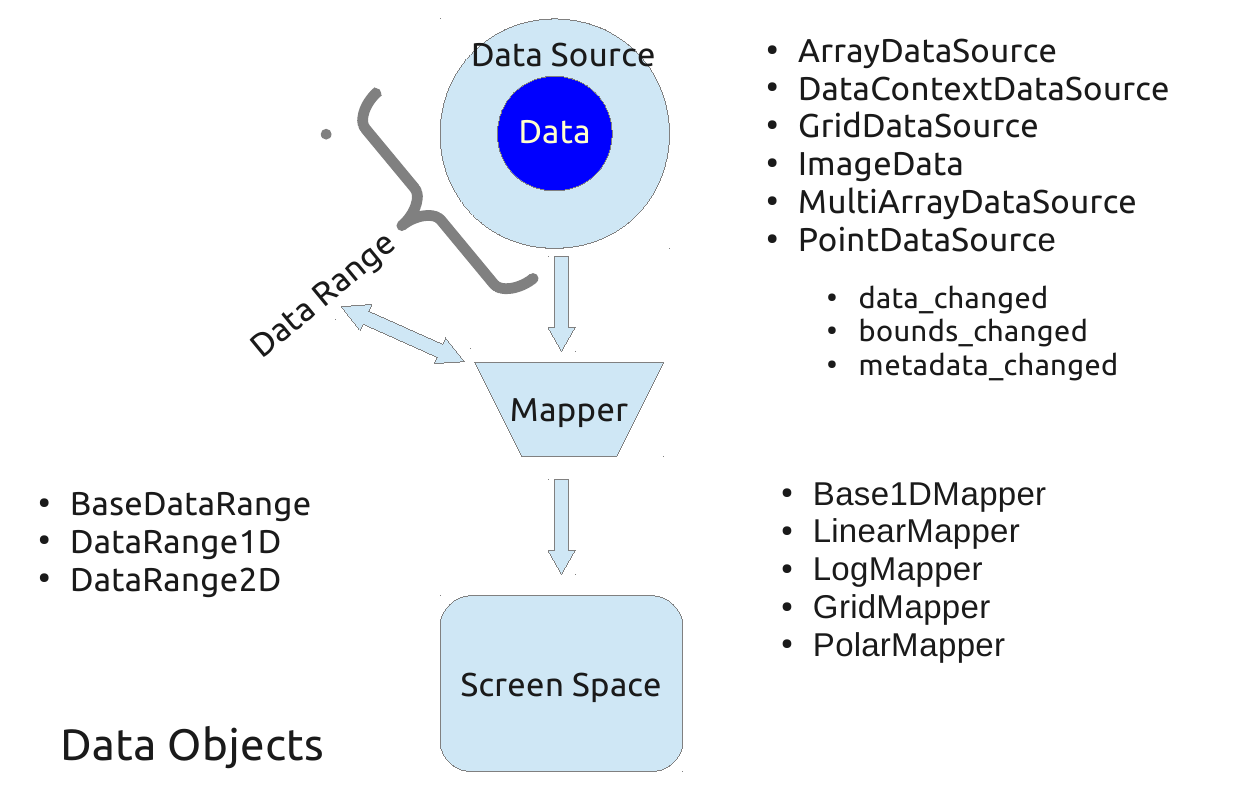 Data Source
Data
• ArrayDataSource
• DataContextDataSource
• GridDataSource
• ImageData
• MultiArrayDataSource
• PointDataSource
• data_changed
• bounds_changed
• metadata_changed
Data Range
Mapper
• BaseDataRange
• DataRange1D
• DataRange2D
• Base1DMapper
• LinearMapper
• LogMapper
• GridMapper
• PolarMapper
Screen Space
Data Objects